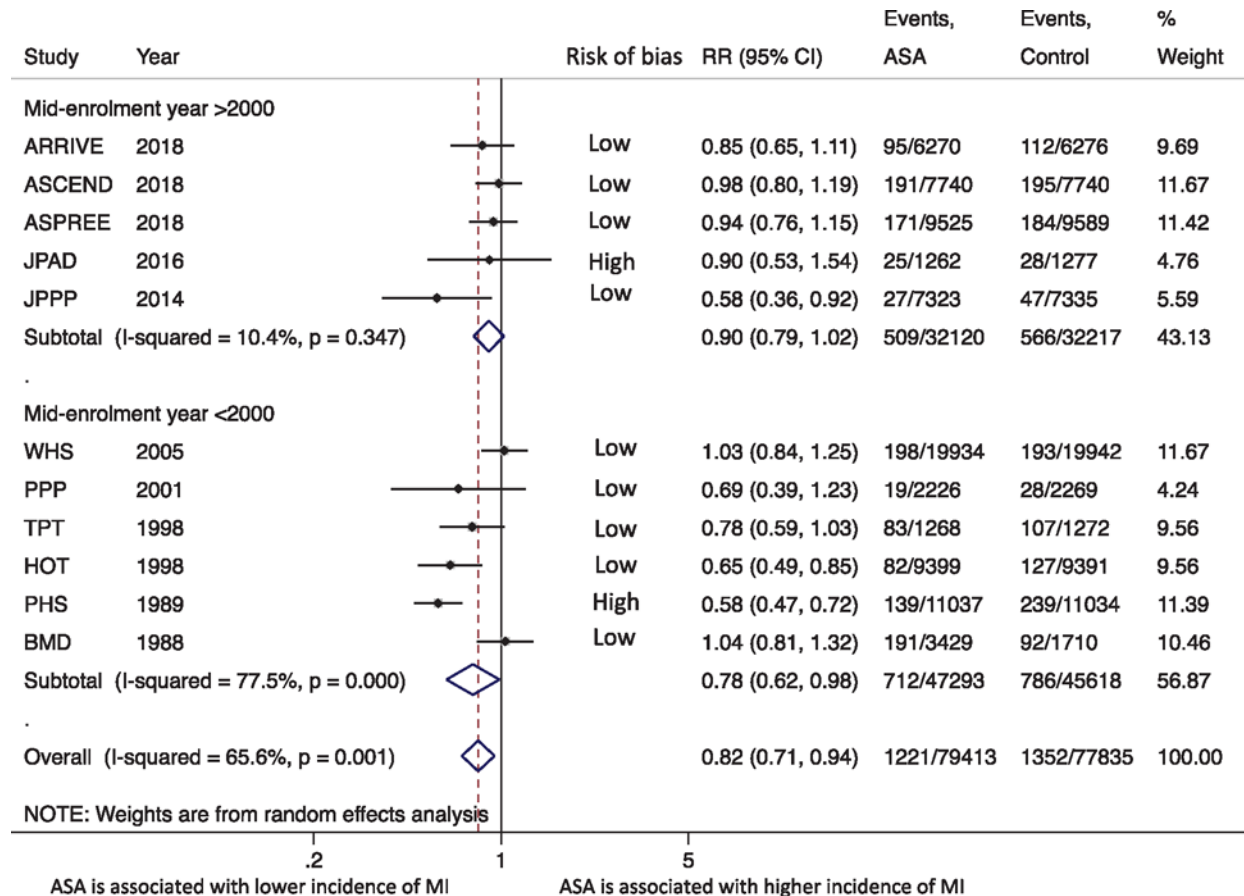 Events, Events, %
Study Year Risk of bias RR (95% CI) ASA Control Weight
Mid-enrolment year >2000
ARRIVE 2018 Low 0.85 (0.65, 1.11) 95/6270 112/6276 9.69
ASCEND 2018 Low 0.98 (0.80, 1.19) 191/7740 195/7740 11.67
ASPREE 2018 Low 0.94 (0.76, 1.15) 171/9525 184/9589 11.42
JPAD 2016 High 0.90 (0.53, 1.54) 25/1262 28/1277 4.76
JPPP 2014 Low 0.58 (0.36, 0.92) 27/7323 47/7335 5.59
Subtotal (I-squared = 10.4%, p = 0.347) 0.90 (0.79, 1.02) 509/32120 566/32217 43.13
.
Mid-enrolment year <2000
WHS 2005 Low 1.03 (0.84, 1.25) 198/19934 193/19942 11.67
PPP 2001 Low 0.69 (0.39, 1.23) 19/2226 28/2269 4.24
TPT 1998 Low 0.78 (0.59, 1.03) 83/1268 107/1272 9.56
HOT 1998 Low 0.65 (0.49, 0.85) 82/9399 127/9391 9.56
PHS 1989 High 0.58 (0.47, 0.72) 139/11037 239/11034 11.39
BMD 1988 Low 1.04 (0.81, 1.32) 191/3429 92/1710 10.46
Subtotal (I-squared = 77.5%, p = 0.000) 0.78 (0.62, 0.98) 712/47293 786/45618 56.87
.
Overall (I-squared = 65.6%, p = 0.001) 0.82 (0.71, 0.94) 1221/79413 1352/77835 100.00
NOTE: Weights are from random effects analysis
.2 1 5
ASA is associated with lower incidence of MI ASA is associated with higher incidence of MI